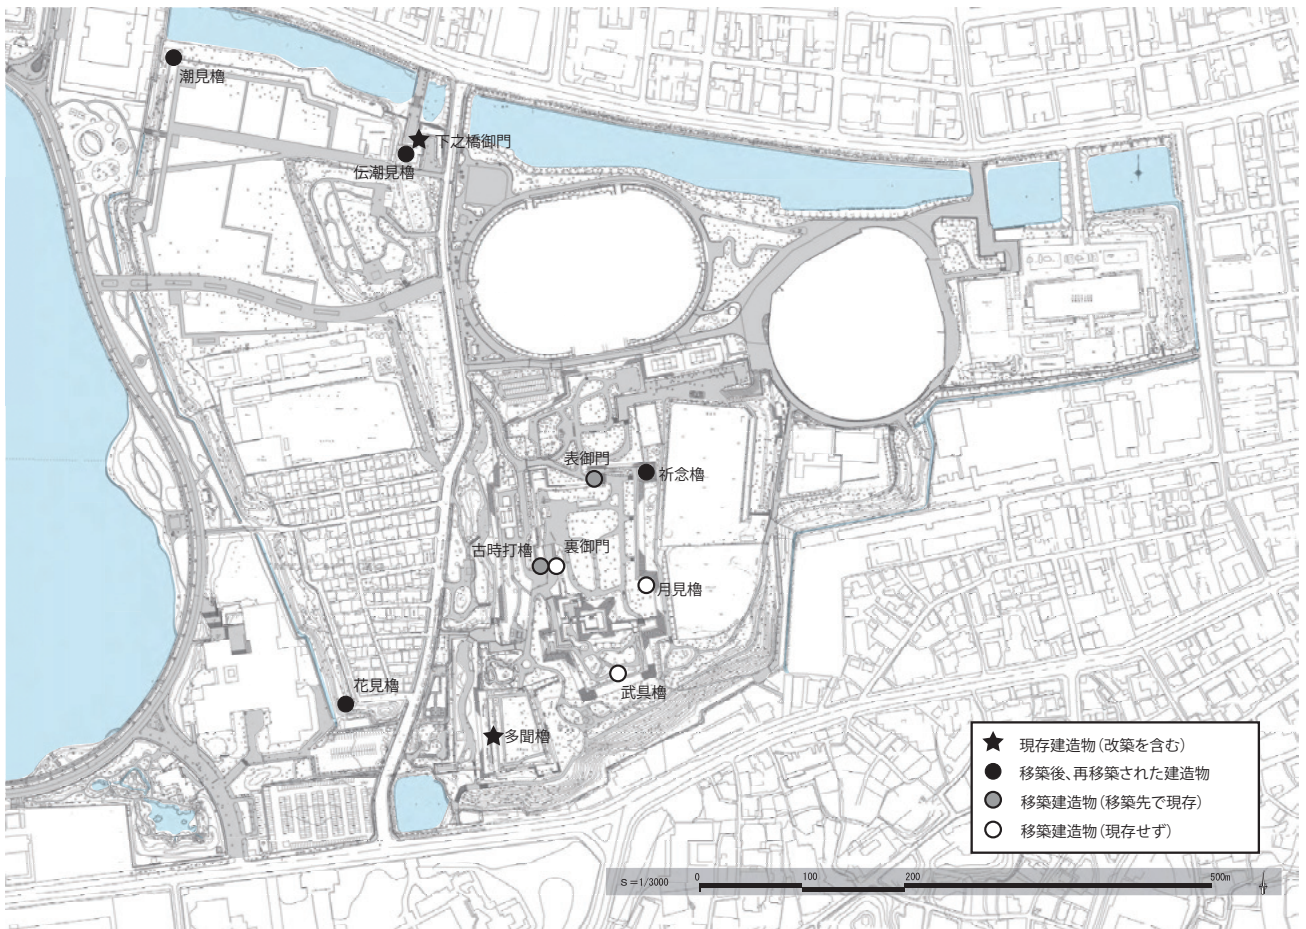 潮見櫓
下之橋御門
伝潮見櫓
表御門
祈念櫓
古時打櫓
裏御門
月見櫓
武具櫓
花見櫓
多聞櫓
現存建造物(改築を含む)
移築後、再移築された建造物
移築建造物(移築先で現存)
移築建造物(現存せず)
S=1/3000
0
100
200
500m